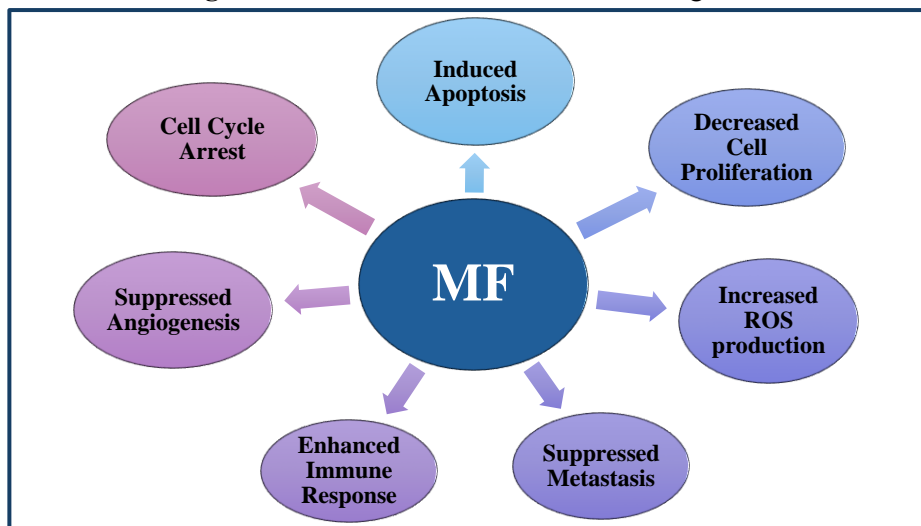 Induced
Apoptosis
Cell Cycle
Arrest
Decreased
Cell
Proliferation
MF
Suppressed
Angiogenesis
Increased
ROS
production
Enhanced
Immune
Response
Suppressed
Metastasis